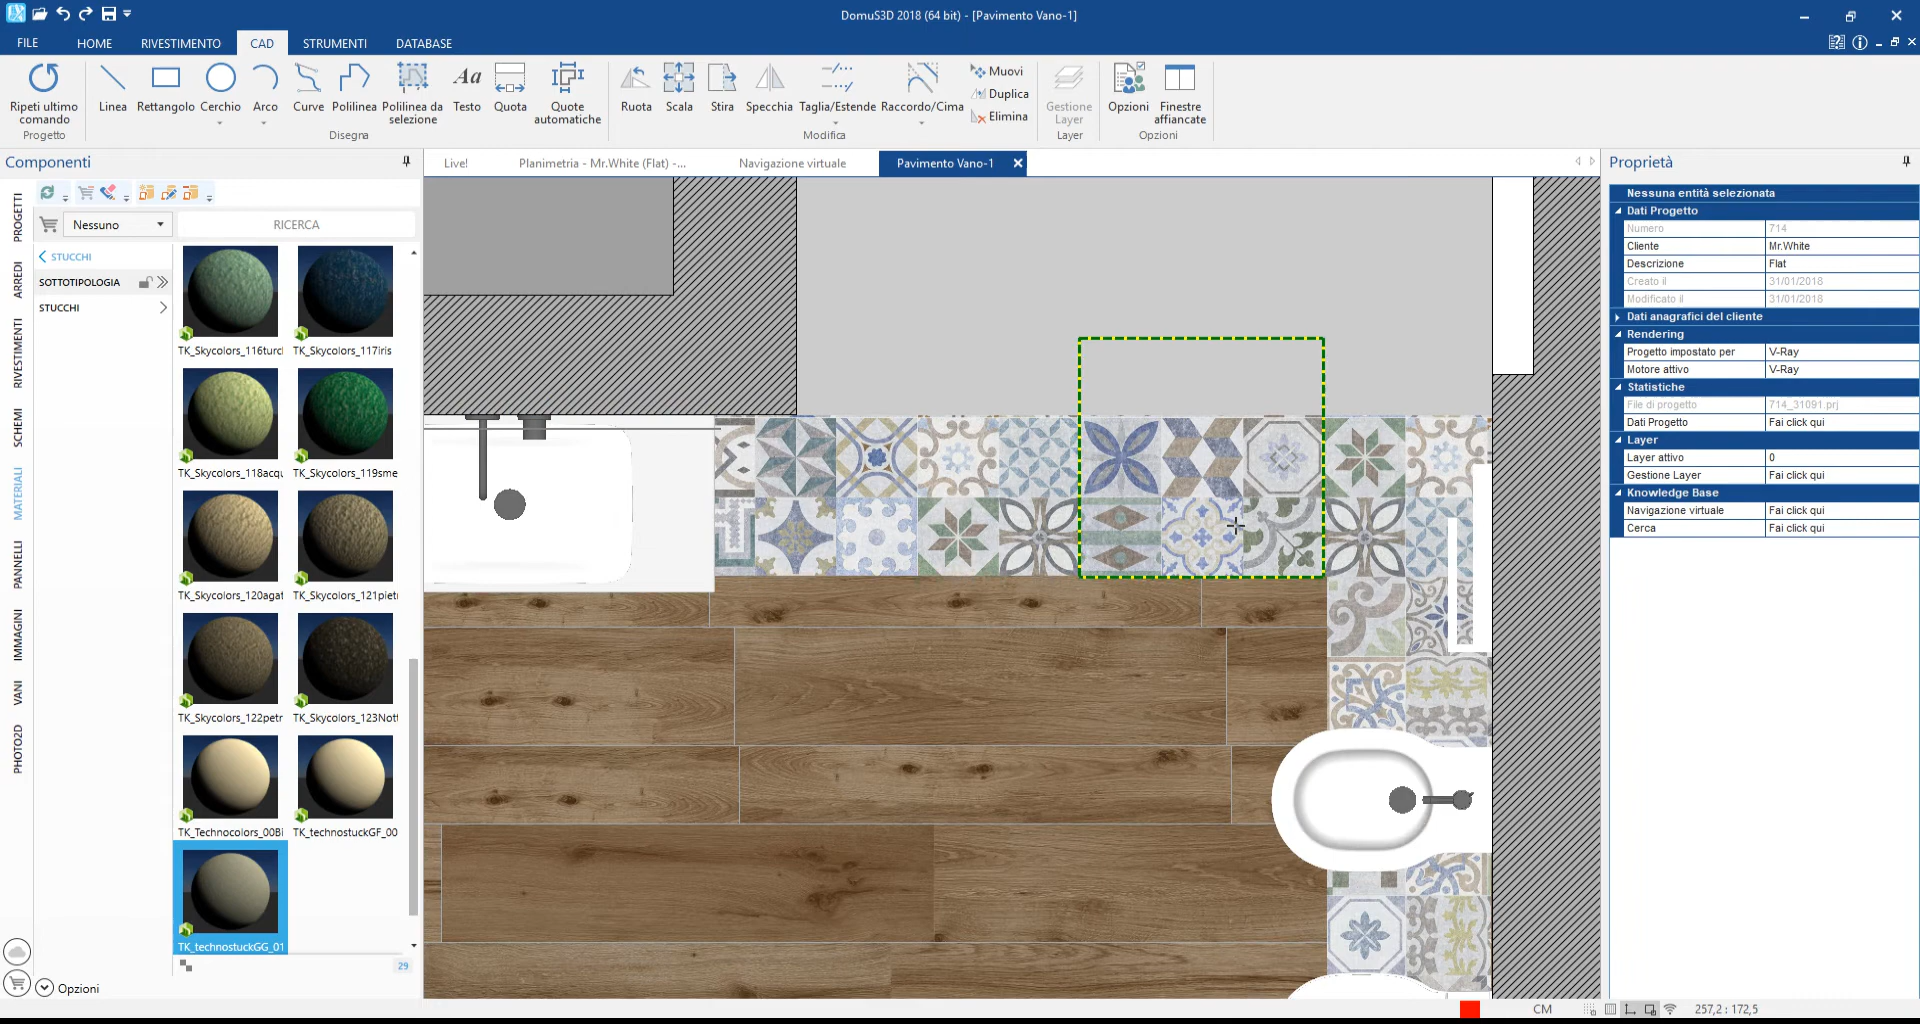 DomuS3D 2018 (64 bit) - [Pavimento Vano-1]
FILE HOME RIVESTIMENTO CAD STRUMENTI DATABASE
Ripeti ultimo comando
Linea Rettangolo Cerchio Arco Curve Polilinea Polilinea da selezione Aa Testo Quota Quote automatiche
Ruota Scala Stira Specchia Taglia/Estende Raccordo/Cima
Muovi
Duplica
Elimina
Gestione Layer
Opzioni Finestre affiancate
Progetto Disegna Modifica Layer Opzioni
Componenti
Live! Planimetria - Mr.White (Flat) -... Navigazione virtuale Pavimento Vano-1
Proprietà
PROGETTI
ARREDI
RIVESTIMENTI
SCHEMI
MATERIALI
PANNELLI
IMMAGINI
VANI
PHOTO2D
Nessuno RICERCA
STUCCHI
SOTTOTIPOLOGIA
STUCCHI
TK_Skycolors_116turcl TK_Skycolors_117iris
TK_Skycolors_118acqu TK_Skycolors_119sme
TK_Skycolors_120agat TK_Skycolors_121pietr
TK_Skycolors_122petr TK_Skycolors_123Nott
TK_Technocolors_00Bi TK_technostuckGF_00
TK_technostuckGG_01
29
Opzioni
Nessuna entità selezionata
Dati Progetto
Numero 714
Cliente Mr.White
Descrizione Flat
Creato il 31/01/2018
Modificato il 31/01/2018
Dati anagrafici del cliente
Rendering
Progetto impostato per V-Ray
Motore attivo V-Ray
Statistiche
File di progetto 714_31091.prj
Dati Progetto Fai click qui
Layer
Layer attivo 0
Gestione Layer Fai click qui
Knowledge Base
Navigazione virtuale Fai click qui
Cerca Fai click qui
CM 257,2 : 172,5